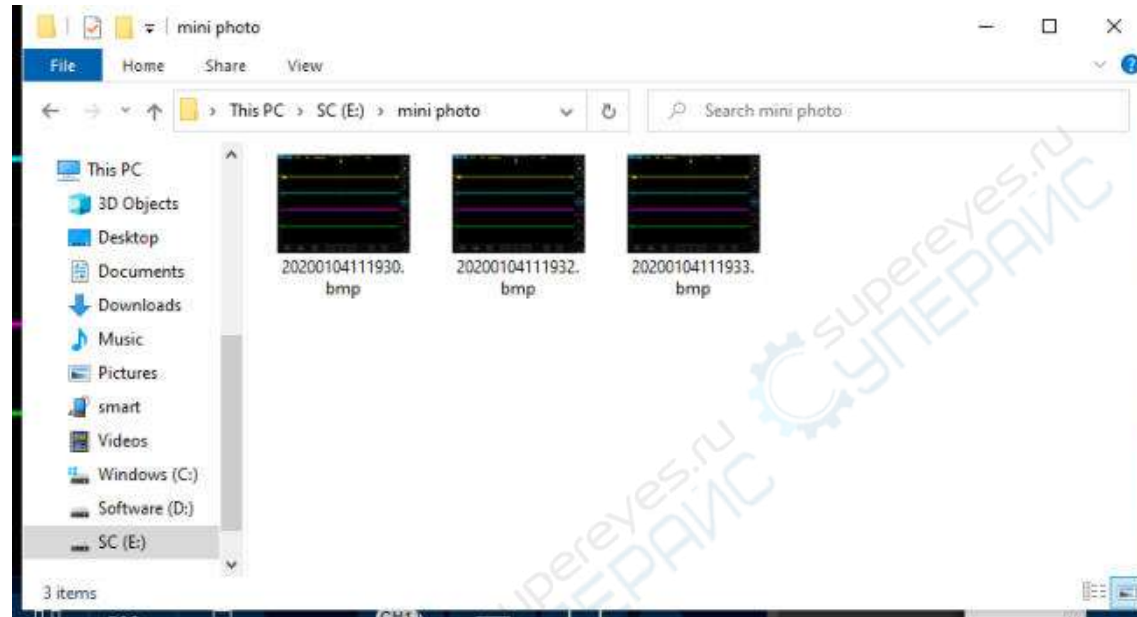 mini photo
File Home Share View
This PC > SC (E:) > mini photo
Search mini photo
This PC
3D Objects
Desktop
Documents
Downloads
Music
Pictures
smart
Videos
Windows (C:)
Software (D:)
SC (E:)
20200104111930.
bmp
20200104111932.
bmp
20200104111933.
bmp
3 items
CH1
supereyes.ru
СУПЕРАЙС
supereyes.ru
СУПЕРАЙС